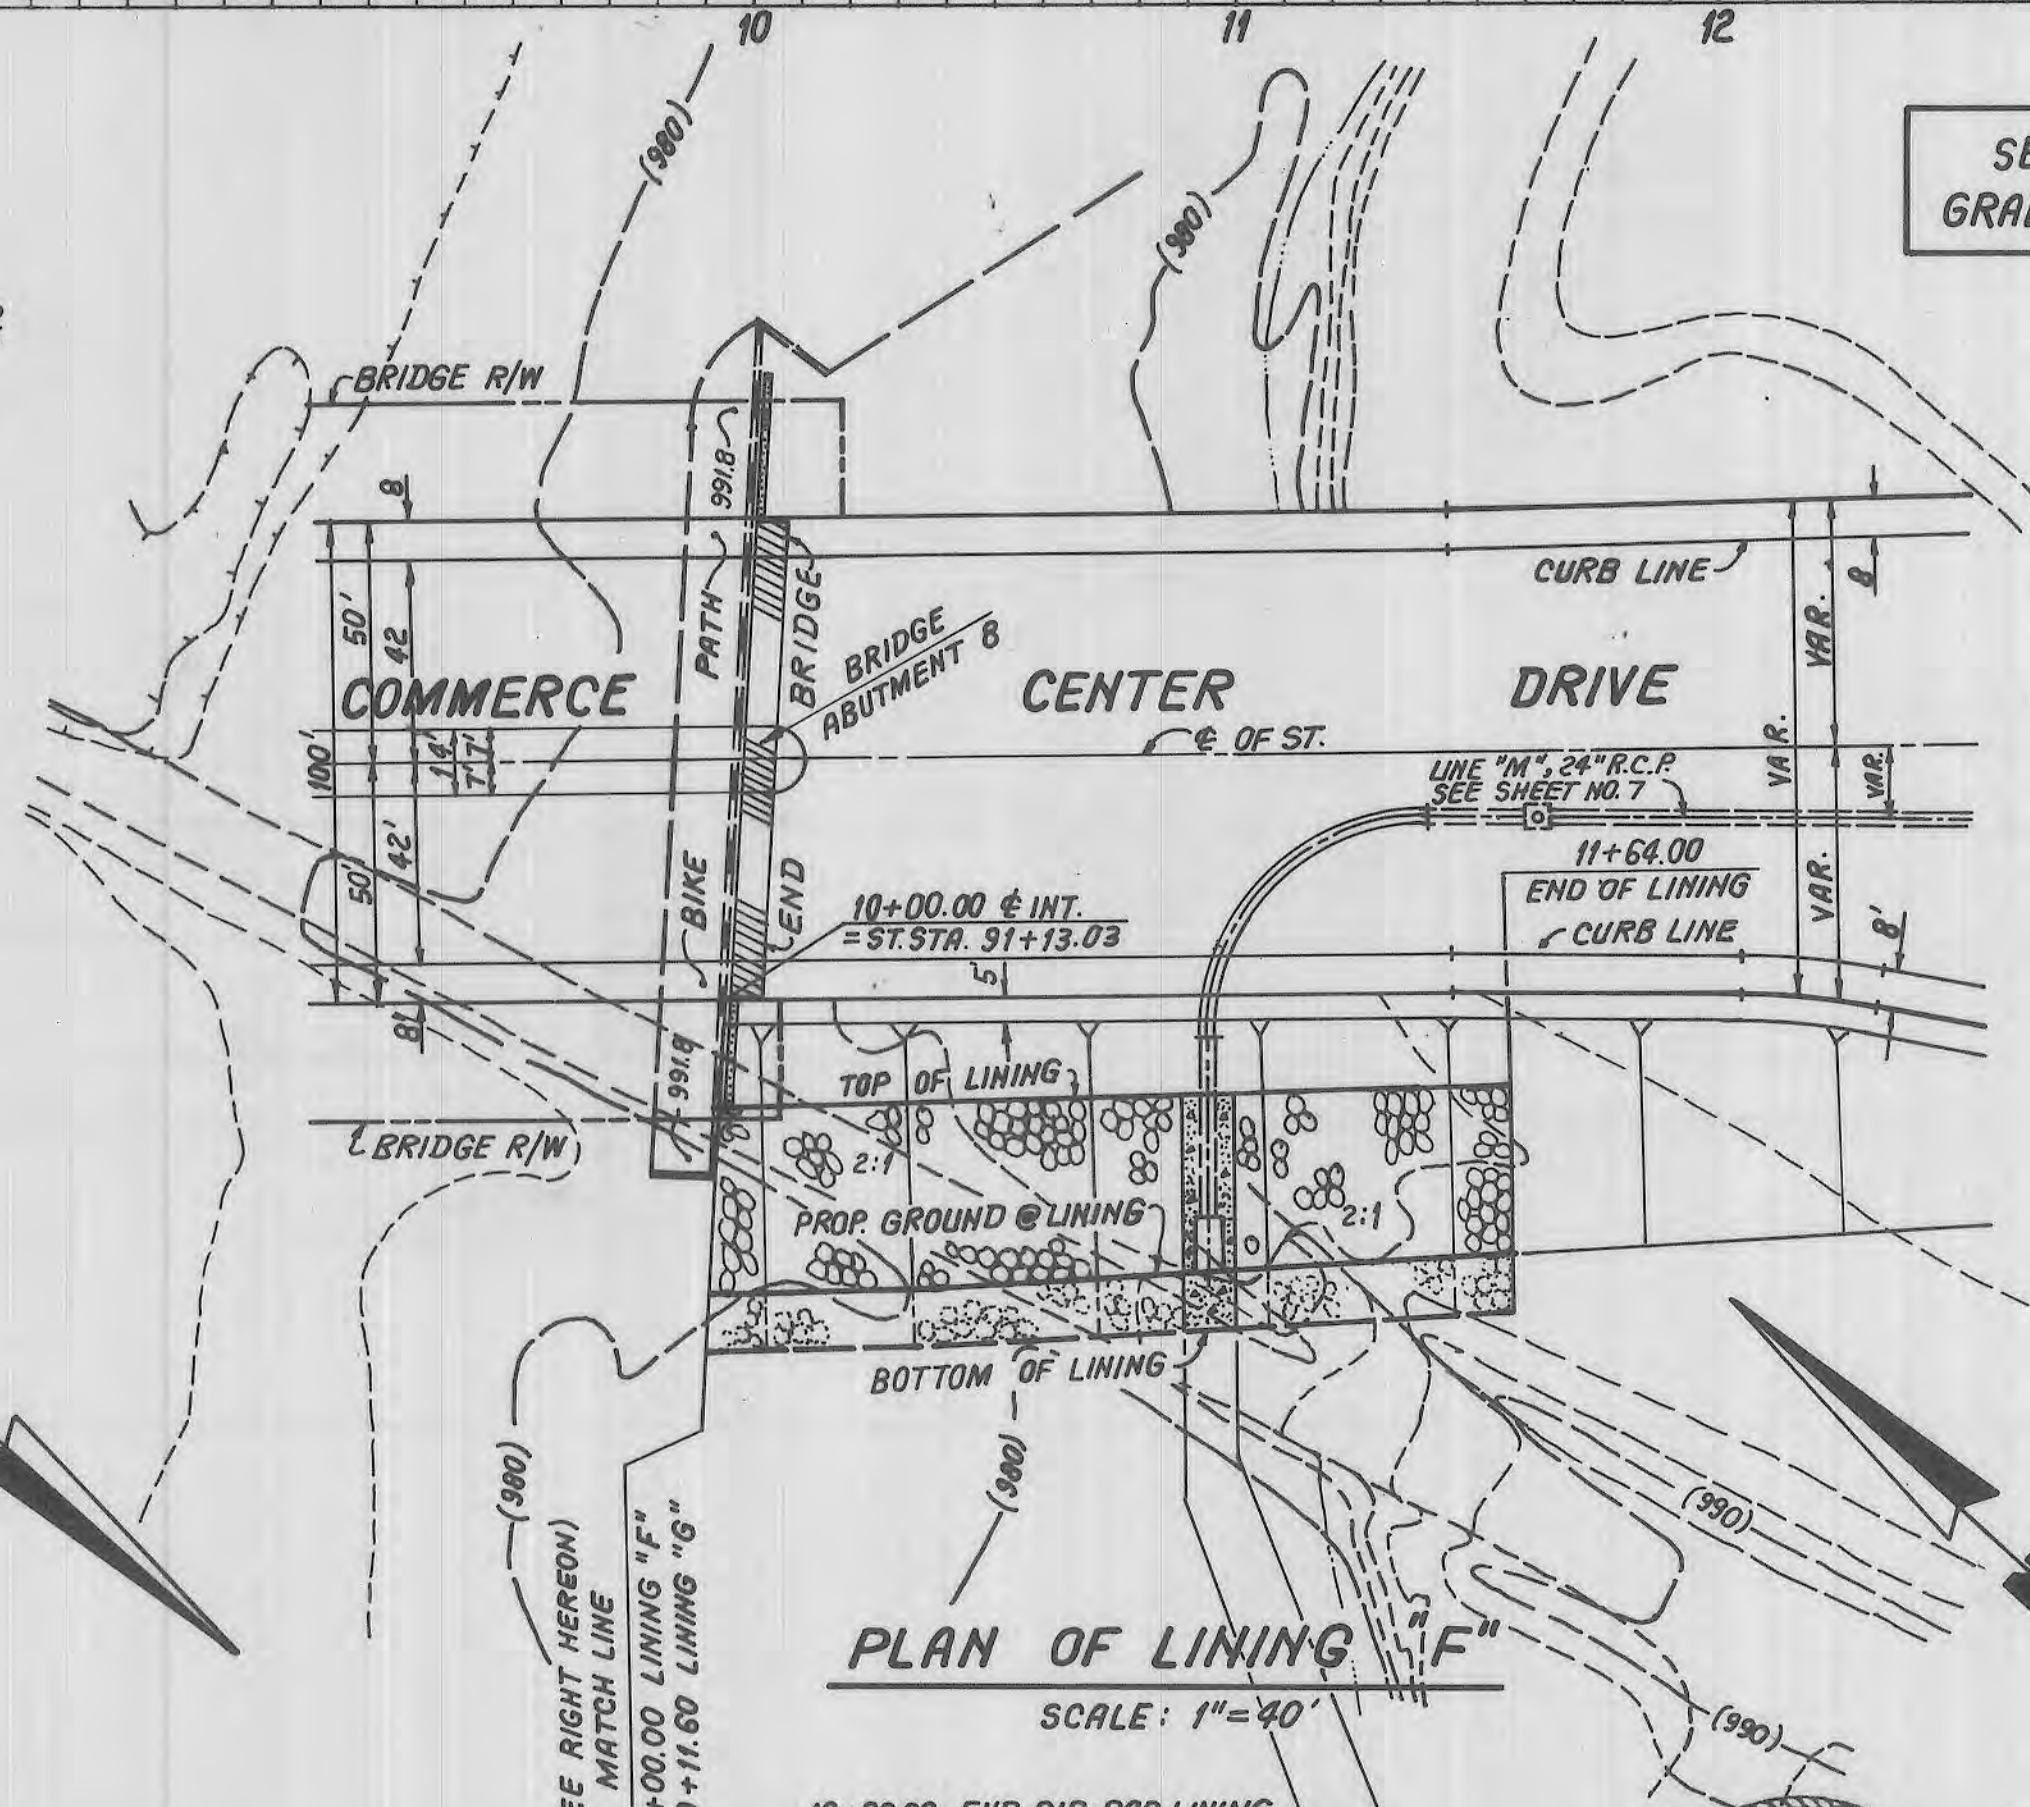 10
11
12
(980)
(980)
SE
GRAD
BRIDGE R/W
991.8
8
50'
42
100'
14'
7' 7'
42'
50'
8'
PATH
BRIDGE
BRIDGE
ABUTMENT 8
CURB LINE
8
VAR.
VAR.
VAR.
VAR.
COMMERCE CENTER DRIVE
℄ OF ST.
LINE "M", 24" R.C.P.
SEE SHEET NO. 7
11+64.00
END OF LINING
CURB LINE
8'
BIKE
END
10+00.00 ℄ INT.
= ST. STA. 91+13.03
5
991.8
TOP OF LINING
BRIDGE R/W
2:1
2:1
PROP. GROUND @ LINING
BOTTOM OF LINING
(980)
(980)
(990)
(990)
EE RIGHT HEREON)
MATCH LINE
+00.00 LINING "F"
+11.60 LINING "G"
PLAN OF LINING "F"
SCALE: 1"=40'